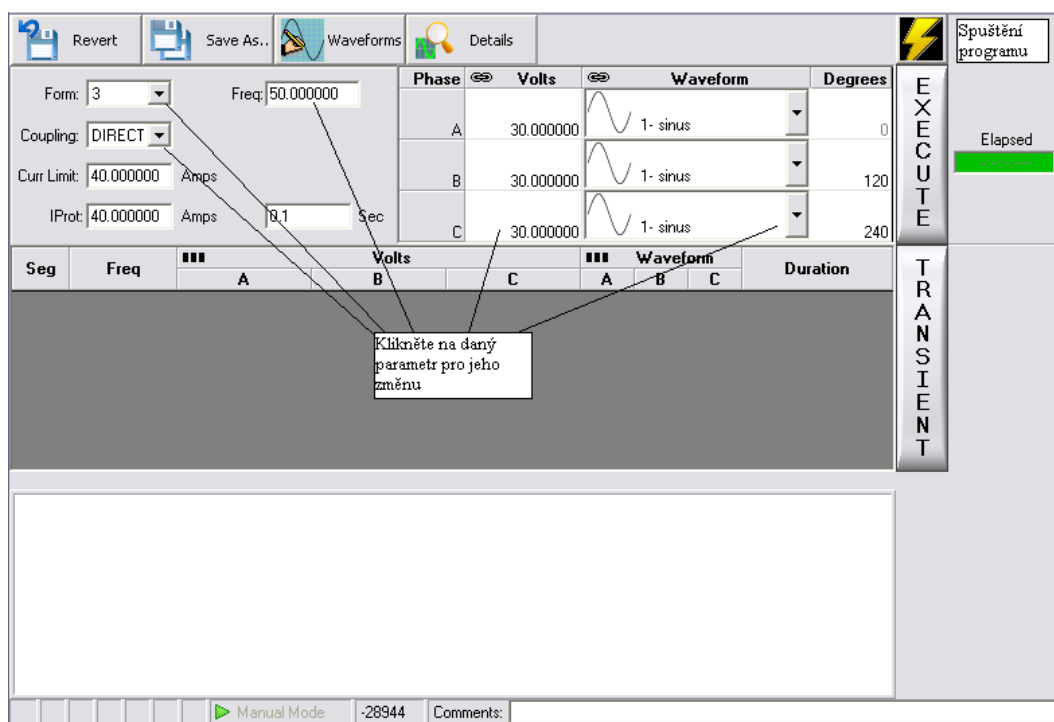 Revert Save As.. Waveforms Details
Spuštění
programu
Form: 3 Freq: 50.000000
Coupling: DIRECT
Curr Limit: 40.000000 Amps
IProt: 40.000000 Amps 0.1 Sec
Phase Volts Waveform Degrees
A 30.000000 1- sinus 0
B 30.000000 1- sinus 120
C 30.000000 1- sinus 240
EXECUTE
Elapsed
Seg Freq Volts Waveform Duration
A B C A B C
TRANSIENT
Klikněte na daný
parametr pro jeho
změnu
Manual Mode -28944 Comments: